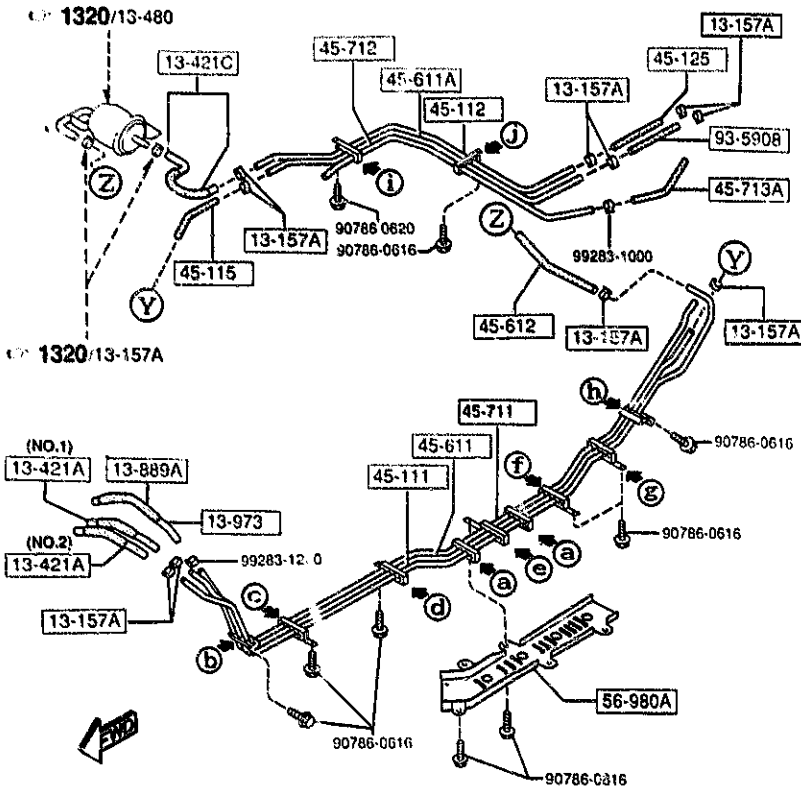 1320/13-480
13-421C
45-712
45-611A
45-112
j
13-157A
45-125
13-157A
93-5908
45-713A
Z
i
90786-0620
90786-0616
13-157A
45-115
Y
Z
99283-1000
Y
45-612
13-157A
13-157A
1320/13-157A
h
90786-0616
45-711
45-611
45-111
f
g
90786-0616
(NO.1)
13-421A
13-889A
13-973
(NO.2)
13-421A
99283-12
13-157A
a
e
a
d
c
b
56-980A
90786-0616
90786-0616
FWD